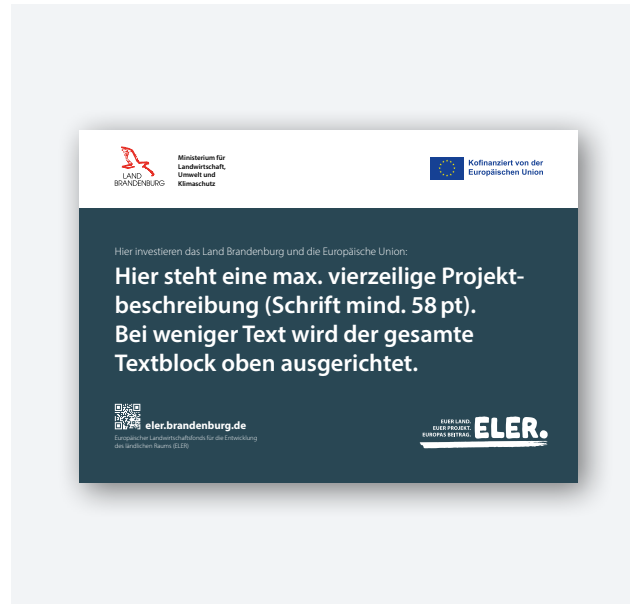 LAND
BRANDENBURG
Ministerium für
Landwirtschaft,
Umwelt und
Klimaschutz
Kofinanziert von der
Europäischen Union
Hier investieren das Land Brandenburg und die Europäische Union:
Hier steht eine max. vierzeilige Projekt-
beschreibung (Schrift mind. 58 pt).
Bei weniger Text wird der gesamte
Textblock oben ausgerichtet.
eler.brandenburg.de
Europäischer Landwirtschaftsfonds für die Entwicklung
des ländlichen Raums (ELER)
EUER LAND.
EUER PROJEKT.
EUROPAS BEITRAG.
ELER.